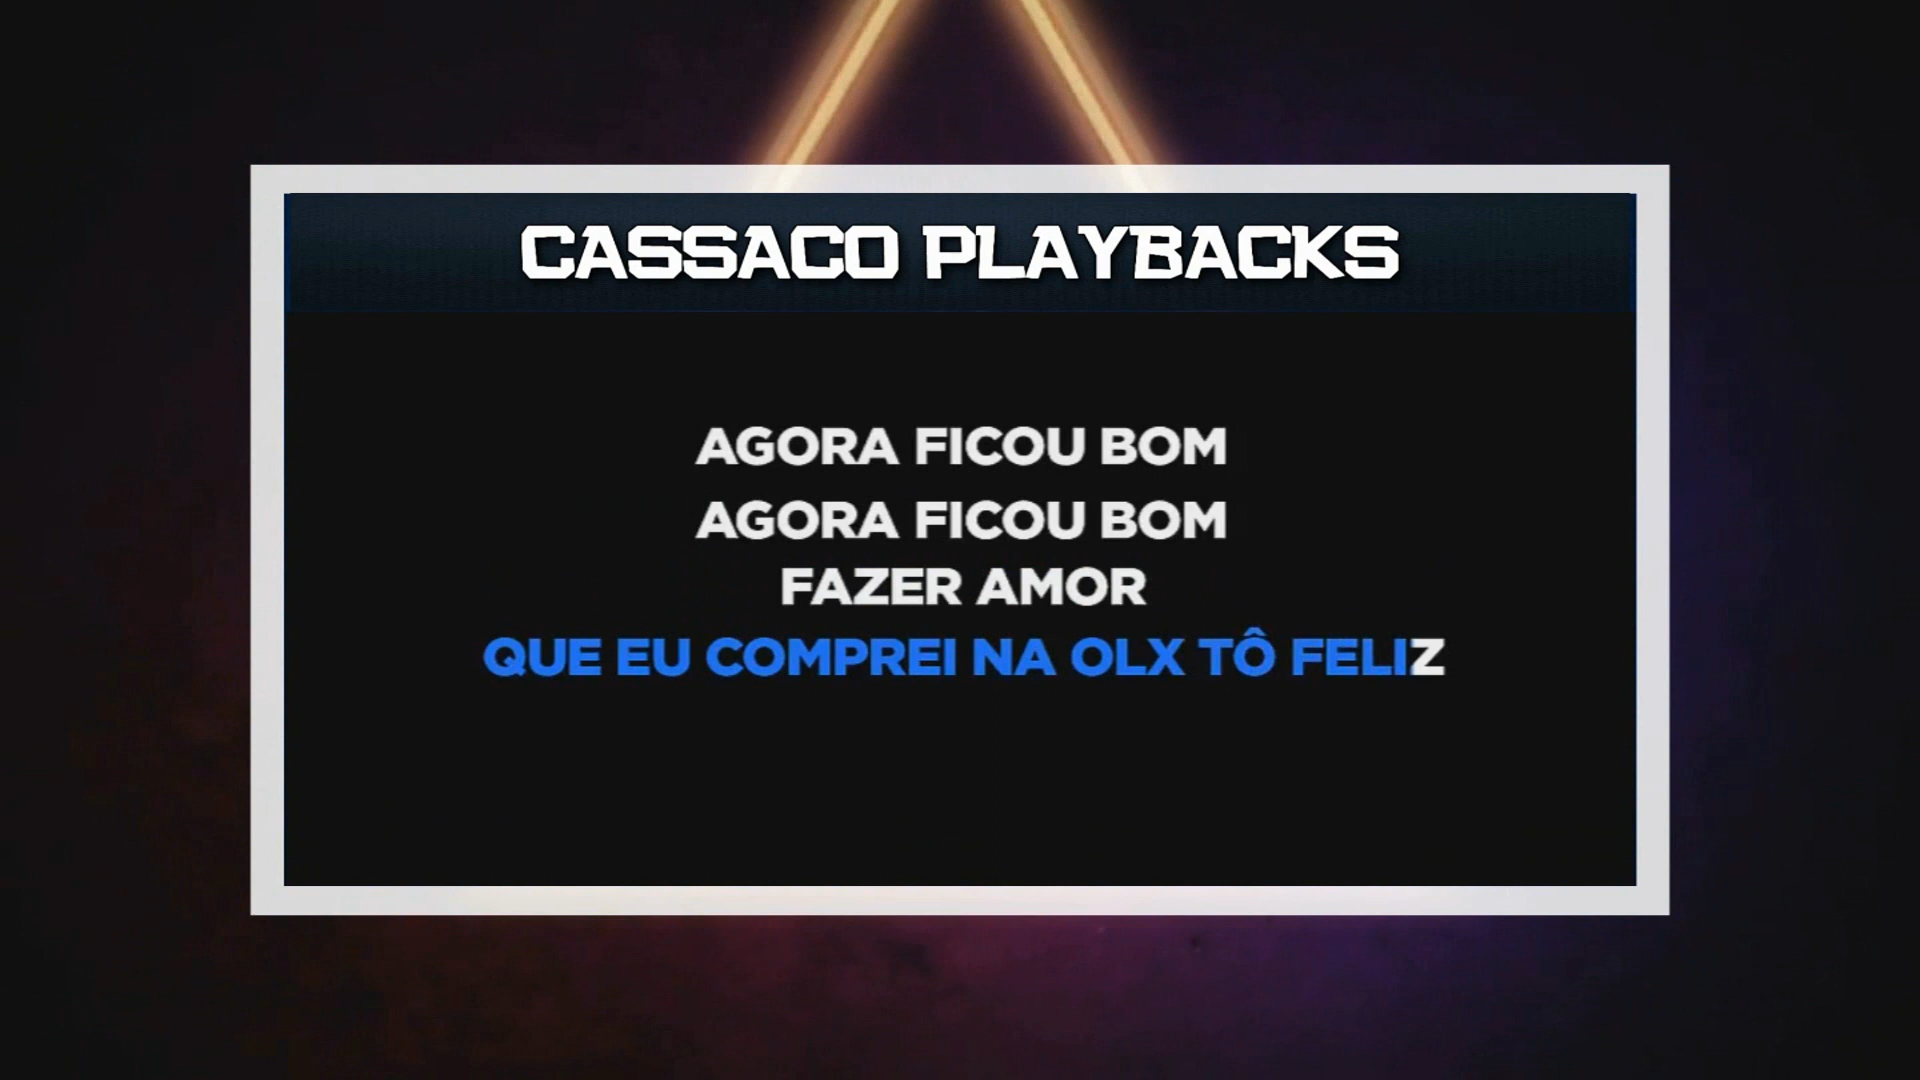 CASSACO PLAYBACKS
AGORA FICOU BOM
AGORA FICOU BOM
FAZER AMOR
QUE EU COMPREI NA OLX TÔ FELIZ